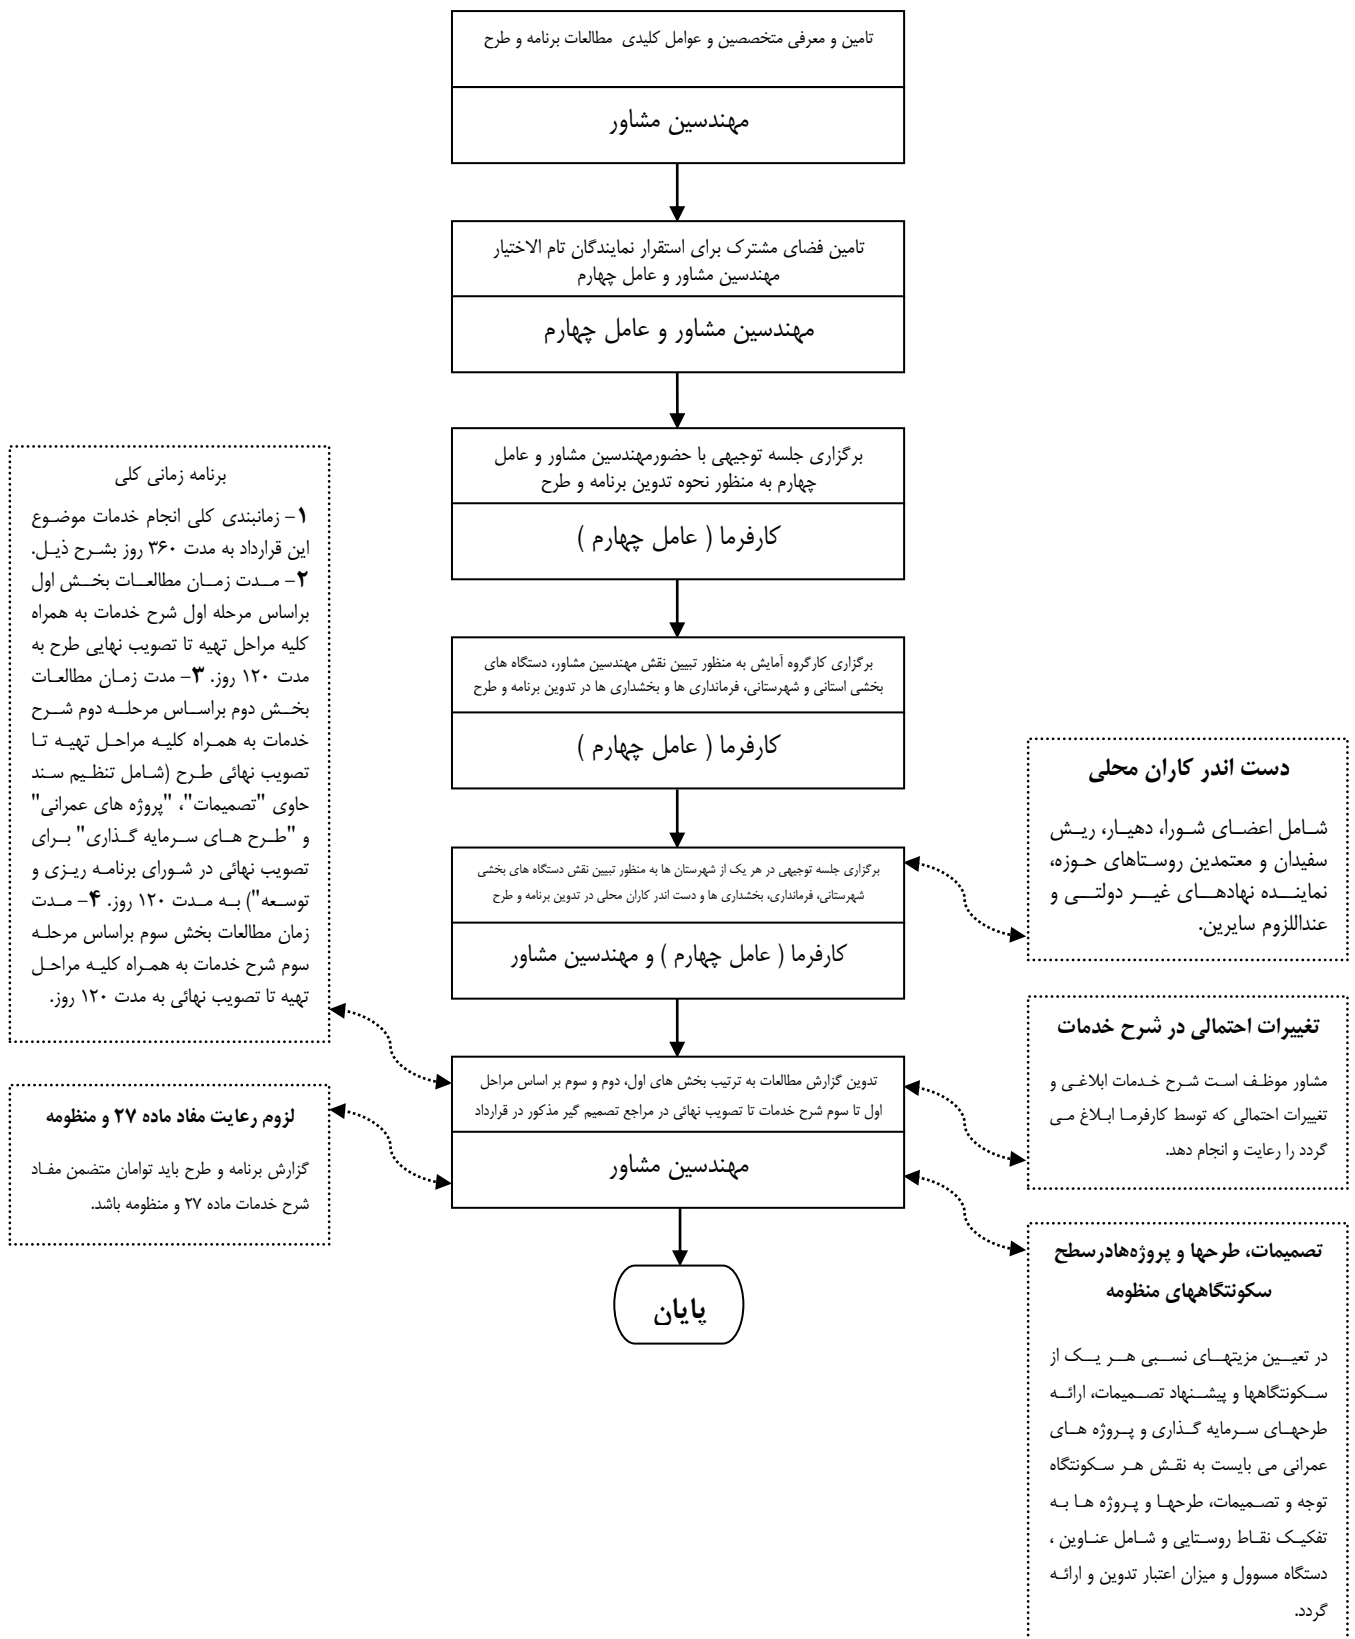 تامین و معرفی متخصصین و عوامل کلیدی مطالعات برنامه و طرح
مهندسین مشاور
تامین فضای مشترک برای استقرار نمایندگان تام الاختیار
مهندسین مشاور و عامل چهارم
مهندسین مشاور و عامل چهارم
برگزاری جلسه توجیهی با حضورمهندسین مشاور و عامل
چهارم به منظور نحوه تدوین برنامه و طرح
کارفرما ( عامل چهارم )
برگزاری کارگروه آمایش به منظور تبیین نقش مهندسین مشاور، دستگاه های
بخشی استانی و شهرستانی، فرمانداری ها و بخشداری ها در تدوین برنامه و طرح
کارفرما ( عامل چهارم )
برگزاری جلسه توجیهی در هر یک از شهرستان ها به منظور تبیین نقش دستگاه های بخشی
شهرستانی، فرمانداری، بخشداری ها و دست اندر کاران محلی در تدوین برنامه و طرح
کارفرما ( عامل چهارم ) و مهندسین مشاور
تدوین گزارش مطالعات به ترتیب بخش های اول، دوم و سوم بر اساس مراحل
اول تا سوم شرح خدمات تا تصویب نهائی در مراجع تصمیم گیر مذکور در قرارداد
مهندسین مشاور
پایان
دست اندر کاران محلی
شامل اعضای شورا، دهیار، ریش
سفیدان و معتمدین روستاهای حوزه،
نماینده نهادهای غیر دولتی و
عنداللزوم سایرین.
تغییرات احتمالی در شرح خدمات
مشاور موظف است شرح خدمات ابلاغی و
تغییرات احتمالی که توسط کارفرما ابلاغ می
گردد را رعایت و انجام دهد.
تصمیمات، طرحها و پروژه‌هادرسطح
سکونتگاههای منظومه
در تعیین مزیتهای نسبی هر یک از
سکونتگاهها و پیشنهاد تصمیمات، ارائه
طرحهای سرمایه گذاری و پروژه های
عمرانی می بایست به نقش هر سکونتگاه
توجه و تصمیمات، طرحها و پروژه ها به
تفکیک نقاط روستایی و شامل عناوین ،
دستگاه مسوول و میزان اعتبار تدوین و ارائه
گردد.
برنامه زمانی کلی
۱- زمانبندی کلی انجام خدمات موضوع
این قرارداد به مدت ۳۶۰ روز بشرح ذیل.
۲- مدت زمان مطالعات بخش اول
براساس مرحله اول شرح خدمات به همراه
کلیه مراحل تهیه تا تصویب نهایی طرح به
مدت ۱۲۰ روز. ۳- مدت زمان مطالعات
بخش دوم براساس مرحله دوم شرح
خدمات به همراه کلیه مراحل تهیه تا
تصویب نهائی طرح (شامل تنظیم سند
حاوی "تصمیمات"، "پروژه های عمرانی"
و "طرح های سرمایه گذاری" برای
تصویب نهائی در شورای برنامه ریزی و
توسعه") به مدت ۱۲۰ روز. ۴- مدت
زمان مطالعات بخش سوم براساس مرحله
سوم شرح خدمات به همراه کلیه مراحل
تهیه تا تصویب نهائی به مدت ۱۲۰ روز.
لزوم رعایت مفاد ماده ۲۷ و منظومه
گزارش برنامه و طرح باید توامان متضمن مفاد
شرح خدمات ماده ۲۷ و منظومه باشد.